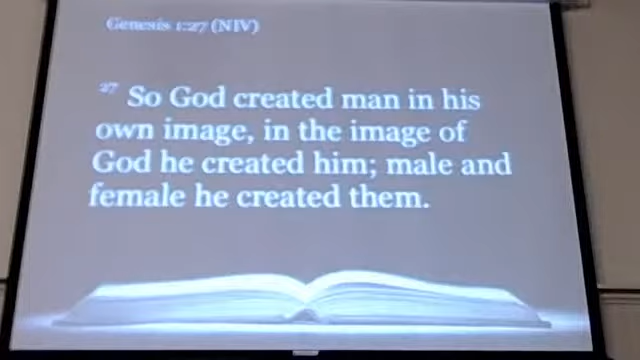 Genesis 1:27 (NIV)
27 So God created man in his
own image, in the image of
God he created him; male and
female he created them.